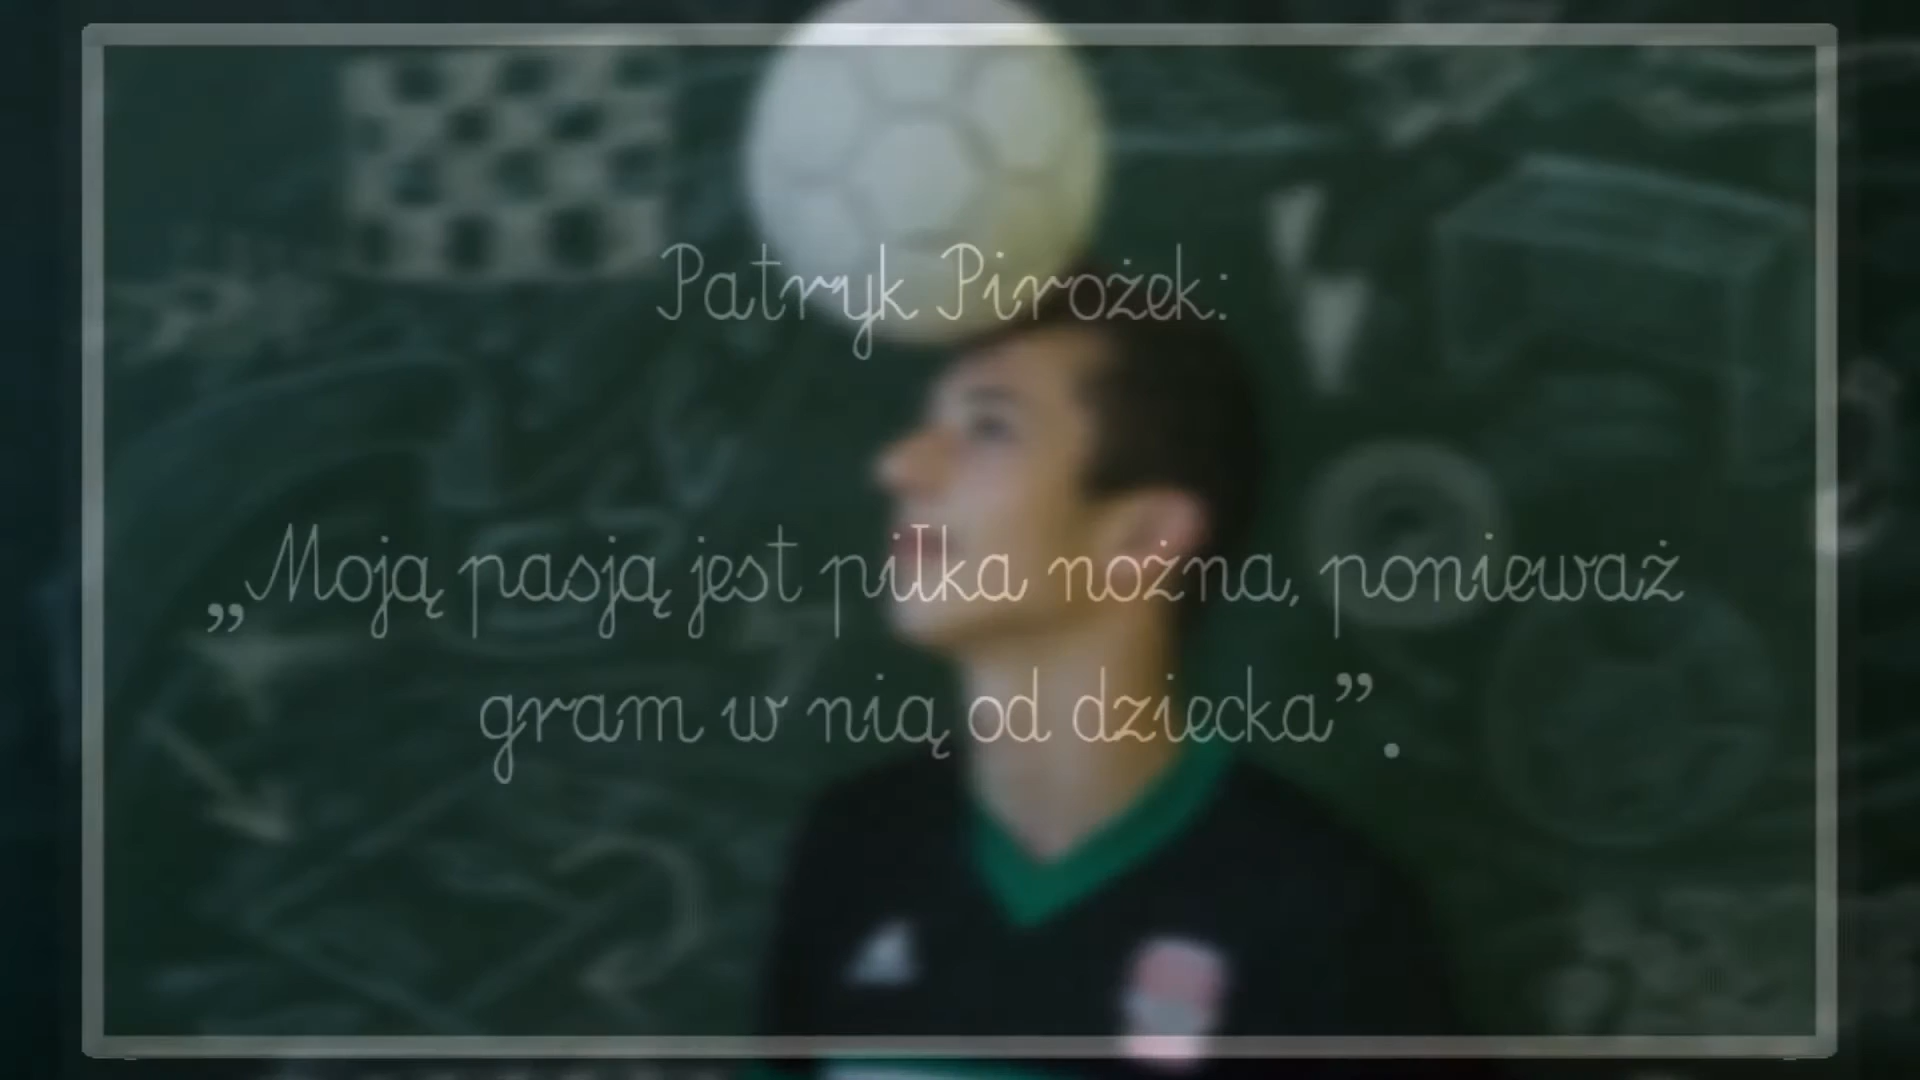 Patryk Pirożek:
„Moją pasją jest piłka nożna, ponieważ
gram w nią od dziecka”.